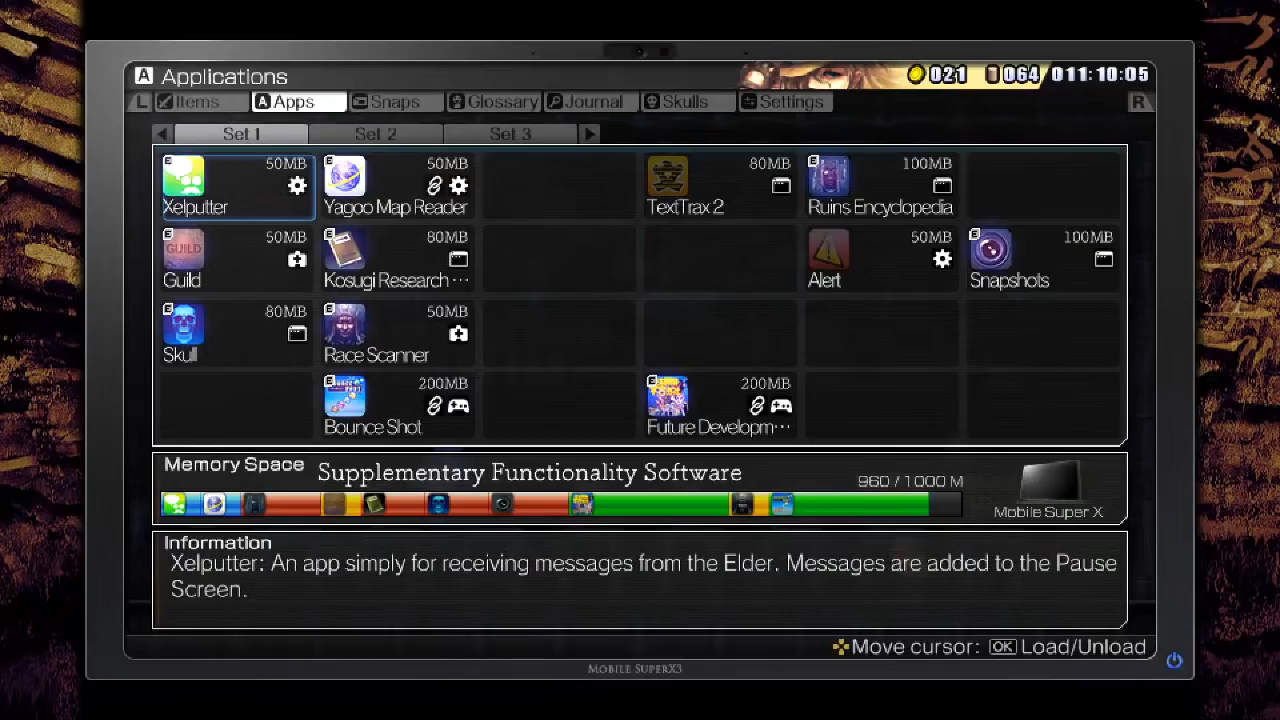 A Applications 021 064 011:10:05
L Items A Apps Snaps Glossary Journal Skulls Settings R
Set 1 Set 2 Set 3
E 50MB E 50MB 80MB E 100MB
Xelputter Yagoo Map Reader TextTrax 2 Ruins Encyclopedia
E 50MB E 80MB 50MB E 100MB
GUILD
Guild Kosugi Research··· Alert Snapshots
E 80MB E 50MB
Skull Race Scanner
E 200MB E 200MB
Bounce Shot Future Developm···
Memory Space Supplementary Functionality Software
960 / 1000 M
Mobile Super X
Information
Xelputter: An app simply for receiving messages from the Elder. Messages are added to the Pause
Screen.
Move cursor: OK Load/Unload
MOBILE SUPERX3